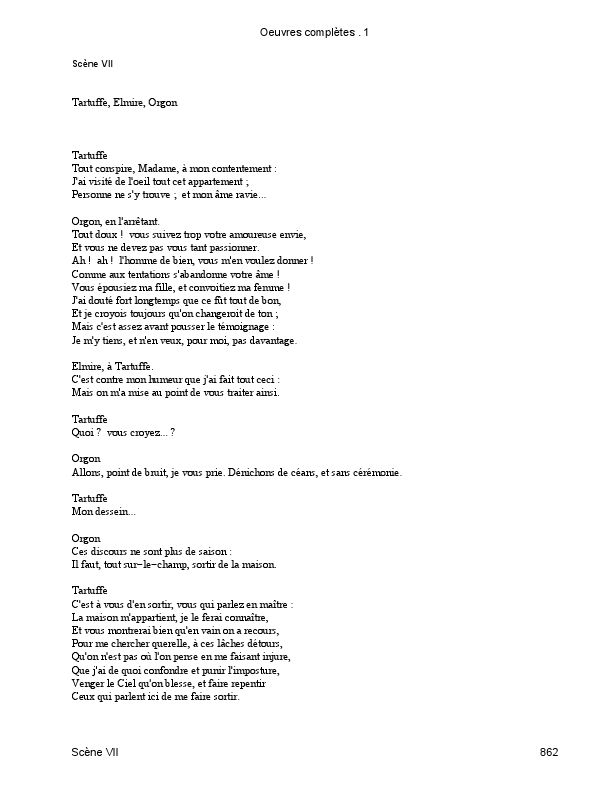 Oeuvres complètes . 1
Scène VII
Tartuffe, Elmire, Orgon
Tartuffe
Tout conspire, Madame, à mon contentement :
J'ai visité de l'oeil tout cet appartement ;
Personne ne s'y trouve ; et mon âme ravie...
Orgon, en l'arrêtant.
Tout doux ! vous suivez trop votre amoureuse envie,
Et vous ne devez pas vous tant passionner.
Ah ! ah ! l'homme de bien, vous m'en voulez donner !
Comme aux tentations s'abandonne votre âme !
Vous épousiez ma fille, et convoitiez ma femme !
J'ai douté fort longtemps que ce fût tout de bon,
Et je croyois toujours qu'on changeroit de ton ;
Mais c'est assez avant pousser le témoignage :
Je m'y tiens, et n'en veux, pour moi, pas davantage.
Elmire, à Tartuffe.
C'est contre mon humeur que j'ai fait tout ceci :
Mais on m'a mise au point de vous traiter ainsi.
Tartuffe
Quoi ? vous croyez... ?
Orgon
Allons, point de bruit, je vous prie. Dénichons de céans, et sans cérémonie.
Tartuffe
Mon dessein...
Orgon
Ces discours ne sont plus de saison :
Il faut, tout sur-le-champ, sortir de la maison.
Tartuffe
C'est à vous d'en sortir, vous qui parlez en maître :
La maison m'appartient, je le ferai connaître,
Et vous montrerai bien qu'en vain on a recours,
Pour me chercher querelle, à ces lâches détours,
Qu'on n'est pas où l'on pense en me faisant injure,
Que j'ai de quoi confondre et punir l'imposture,
Venger le Ciel qu'on blesse, et faire repentir
Ceux qui parlent ici de me faire sortir.
Scène VII 862